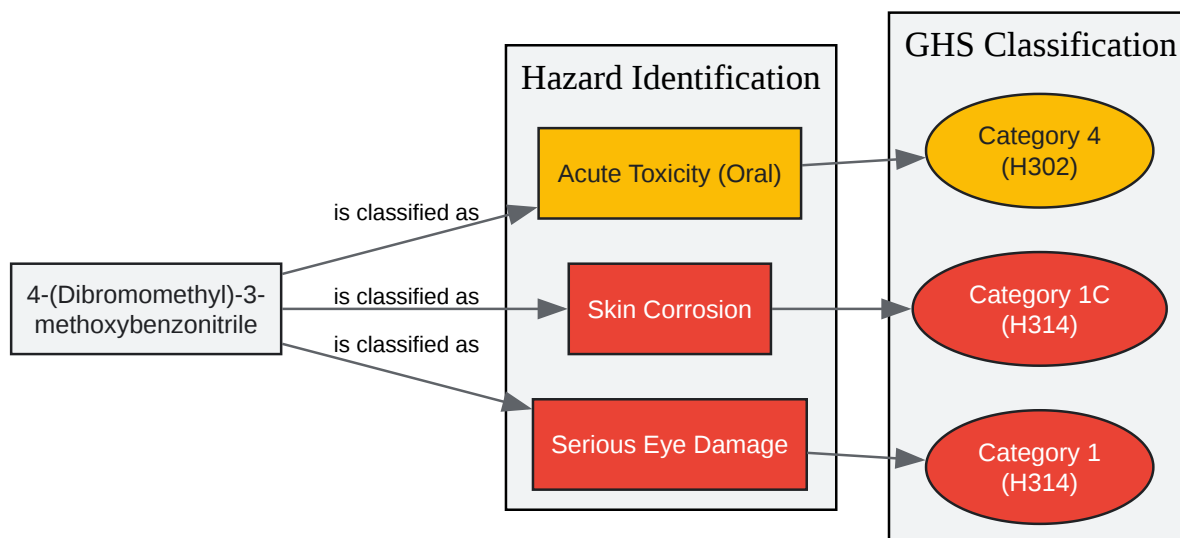 GHS Classification
Hazard Identification
Category 4
(H302)
Acute Toxicity (Oral)
is classified as
4-(Dibromomethyl)-3-
methoxybenzonitrile
is classified as
Skin Corrosion
Category 1C
(H314)
is classified as
Serious Eye Damage
Category 1
(H314)